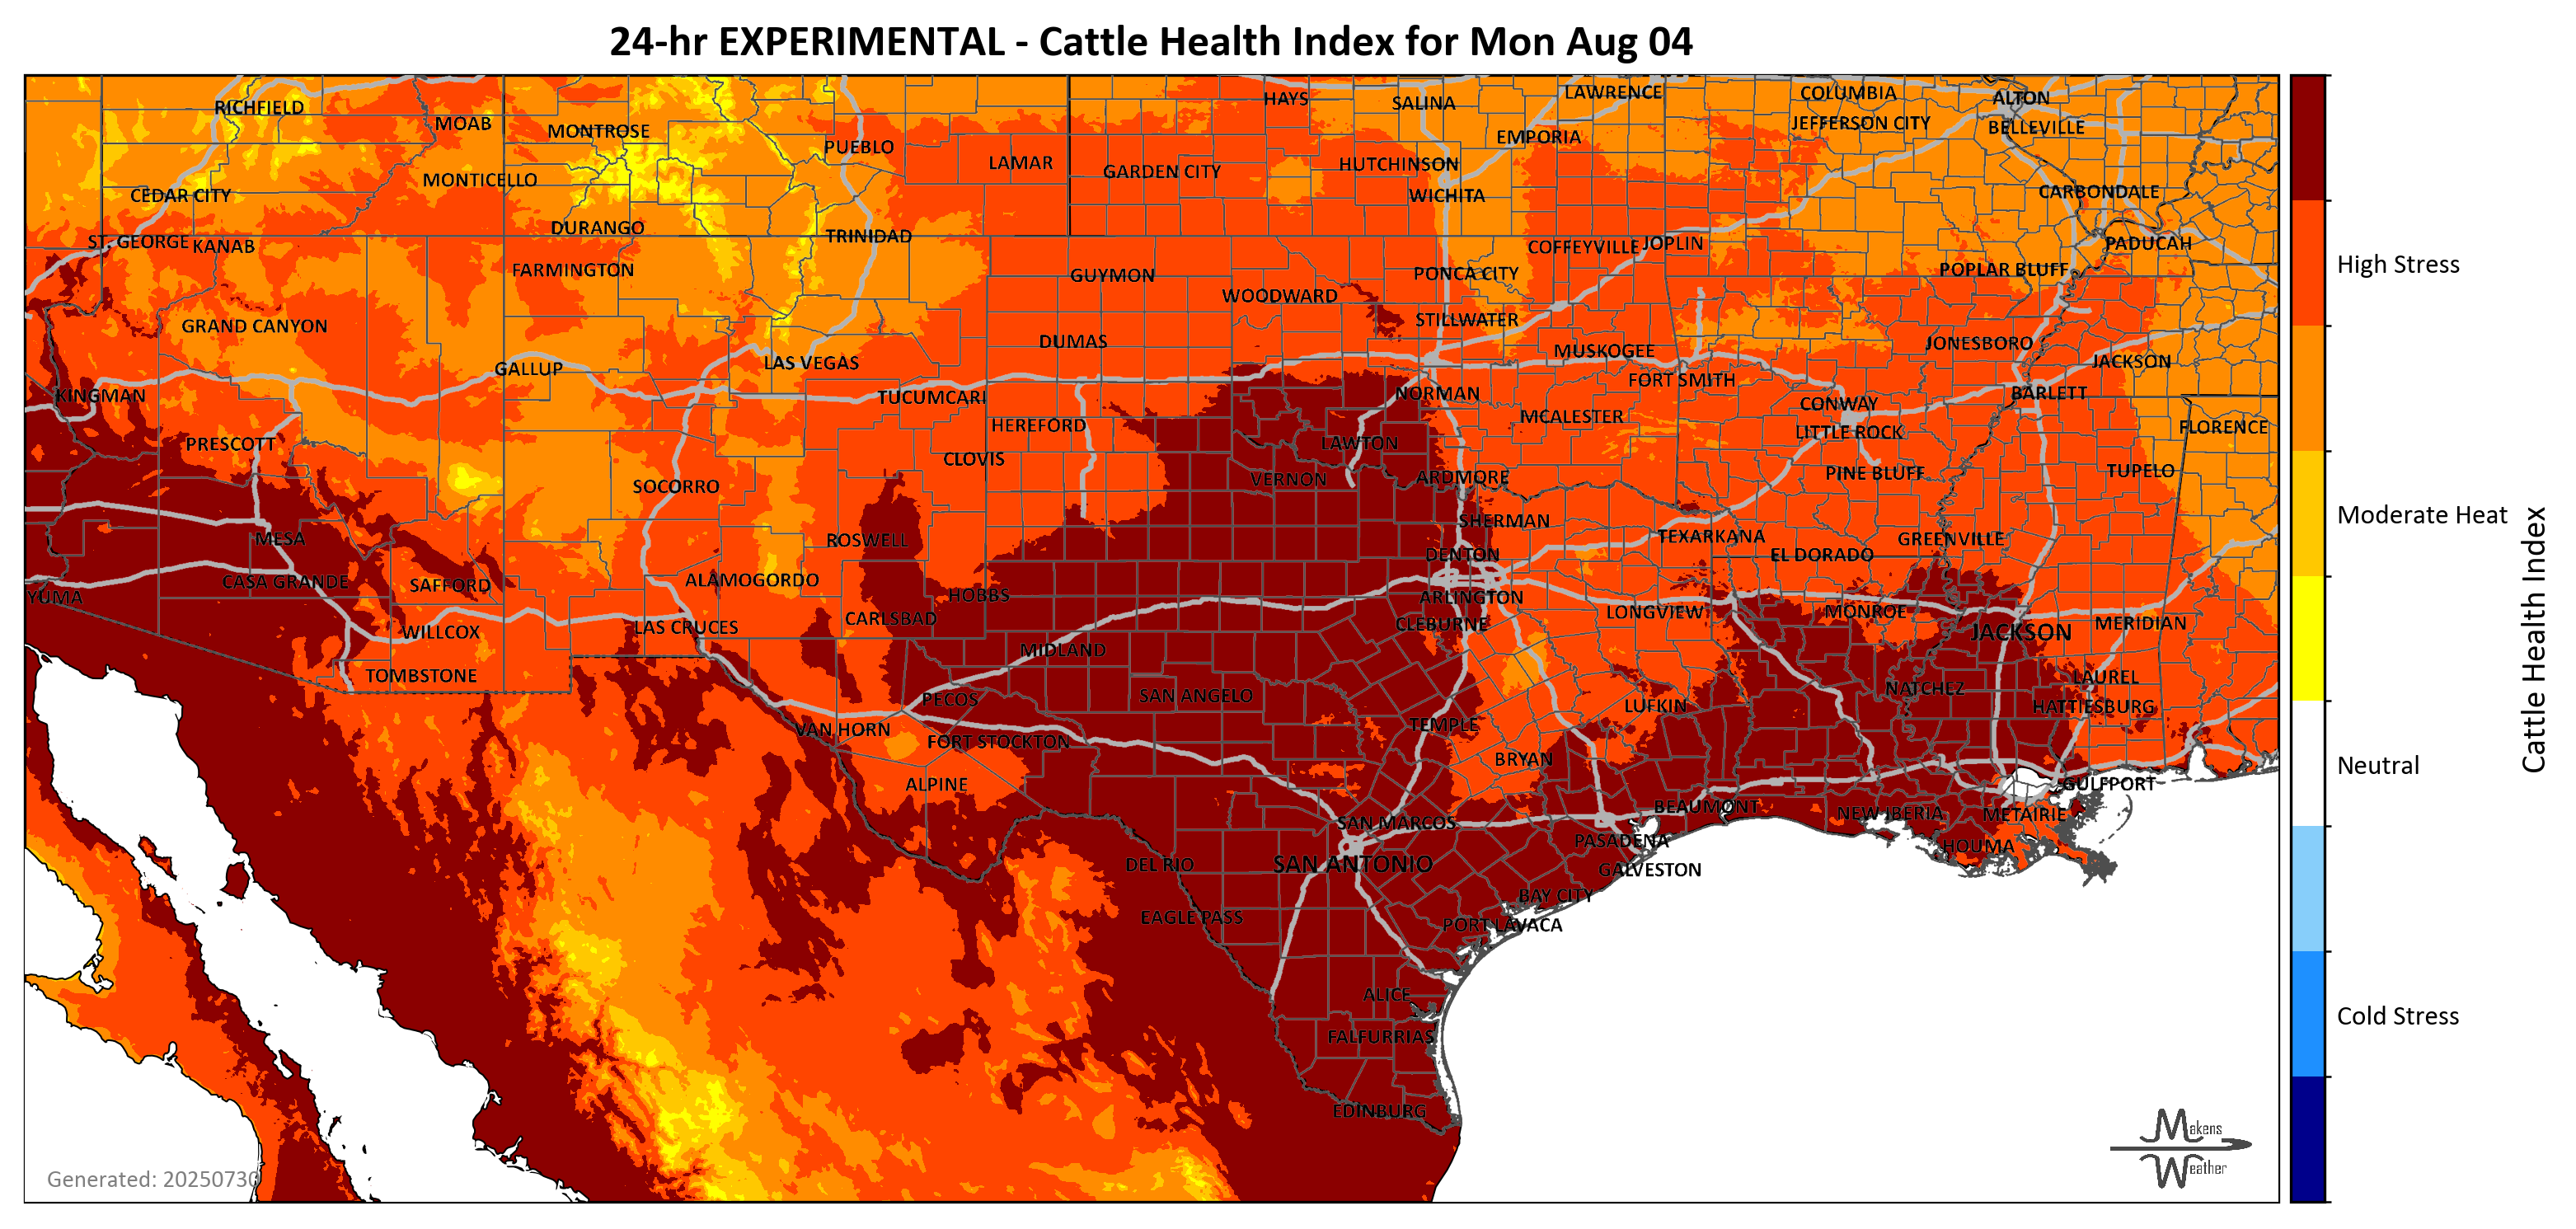 24-hr EXPERIMENTAL - Cattle Health Index for Mon Aug 04
RICHFIELD
MOAB
MONTROSE
PUEBLO
LAMAR
GARDEN CITY
HAYS
SALINA
LAWRENCE
EMPORIA
COLUMBIA
JEFFERSON CITY
ALTON
BELLEVILLE
HUTCHINSON
WICHITA
CEDAR CITY
MONTICELLO
DURANGO
TRINIDAD
CARBONDALE
PADUCAH
ST. GEORGE
KANAB
FARMINGTON
GUYMON
WOODWARD
PONCA CITY
COFFEYVILLE
JOPLIN
POPLAR BLUFF
High Stress
GRAND CANYON
GALLUP
LAS VEGAS
DUMAS
STILLWATER
MUSKOGEE
JONESBORO
JACKSON
KINGMAN
TUCUMCARI
NORMAN
FORT SMITH
CONWAY
BARLETT
PRESCOTT
HEREFORD
LAWTON
MCALESTER
LITTLE ROCK
FLORENCE
SOCORRO
CLOVIS
VERNON
ARDMORE
PINE BLUFF
TUPELO
Moderate Heat
MESA
ROSWELL
SHERMAN
DENTON
TEXARKANA
EL DORADO
GREENVILLE
YUMA
CASA GRANDE
SAFFORD
ALAMOGORDO
HOBBS
ARLINGTON
LONGVIEW
MONROE
WILLCOX
LAS CRUCES
CARLSBAD
CLEBURNE
JACKSON
MERIDIAN
TOMBSTONE
MIDLAND
PECOS
SAN ANGELO
NATCHEZ
LAUREL
HATTIESBURG
VAN HORN
FORT STOCKTON
TEMPLE
LUFKIN
BRYAN
Neutral
Cattle Health Index
ALPINE
SAN MARCOS
BEAUMONT
PASADENA
NEW IBERIA
METAIRIE
GULFPORT
HOUMA
DEL RIO
SAN ANTONIO
GALVESTON
EAGLE PASS
BAY CITY
PORT LAVACA
ALICE
FALFURRIAS
Cold Stress
EDINBURG
Makens
Weather
Generated: 20250730